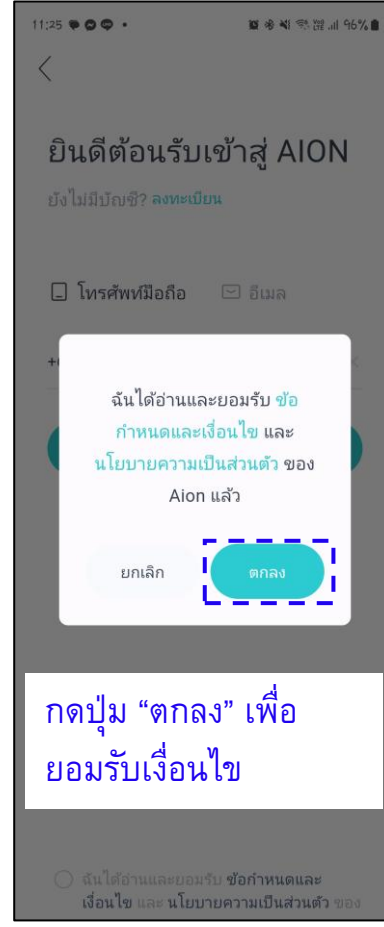 11:25
96%
ยินดีต้อนรับเข้าสู่ AION
ยังไม่มีบัญชี? ลงทะเบียน
โทรศัพท์มือถือ อีเมล
ฉันได้อ่านและยอมรับ ข้อ
กำหนดและเงื่อนไข และ
นโยบายความเป็นส่วนตัว ของ
Aion แล้ว
ยกเลิก ตกลง
กดปุ่ม “ตกลง” เพื่อ
ยอมรับเงื่อนไข
ฉันได้อ่านและยอมรับ ข้อกำหนดและ
เงื่อนไข และ นโยบายความเป็นส่วนตัว ของ